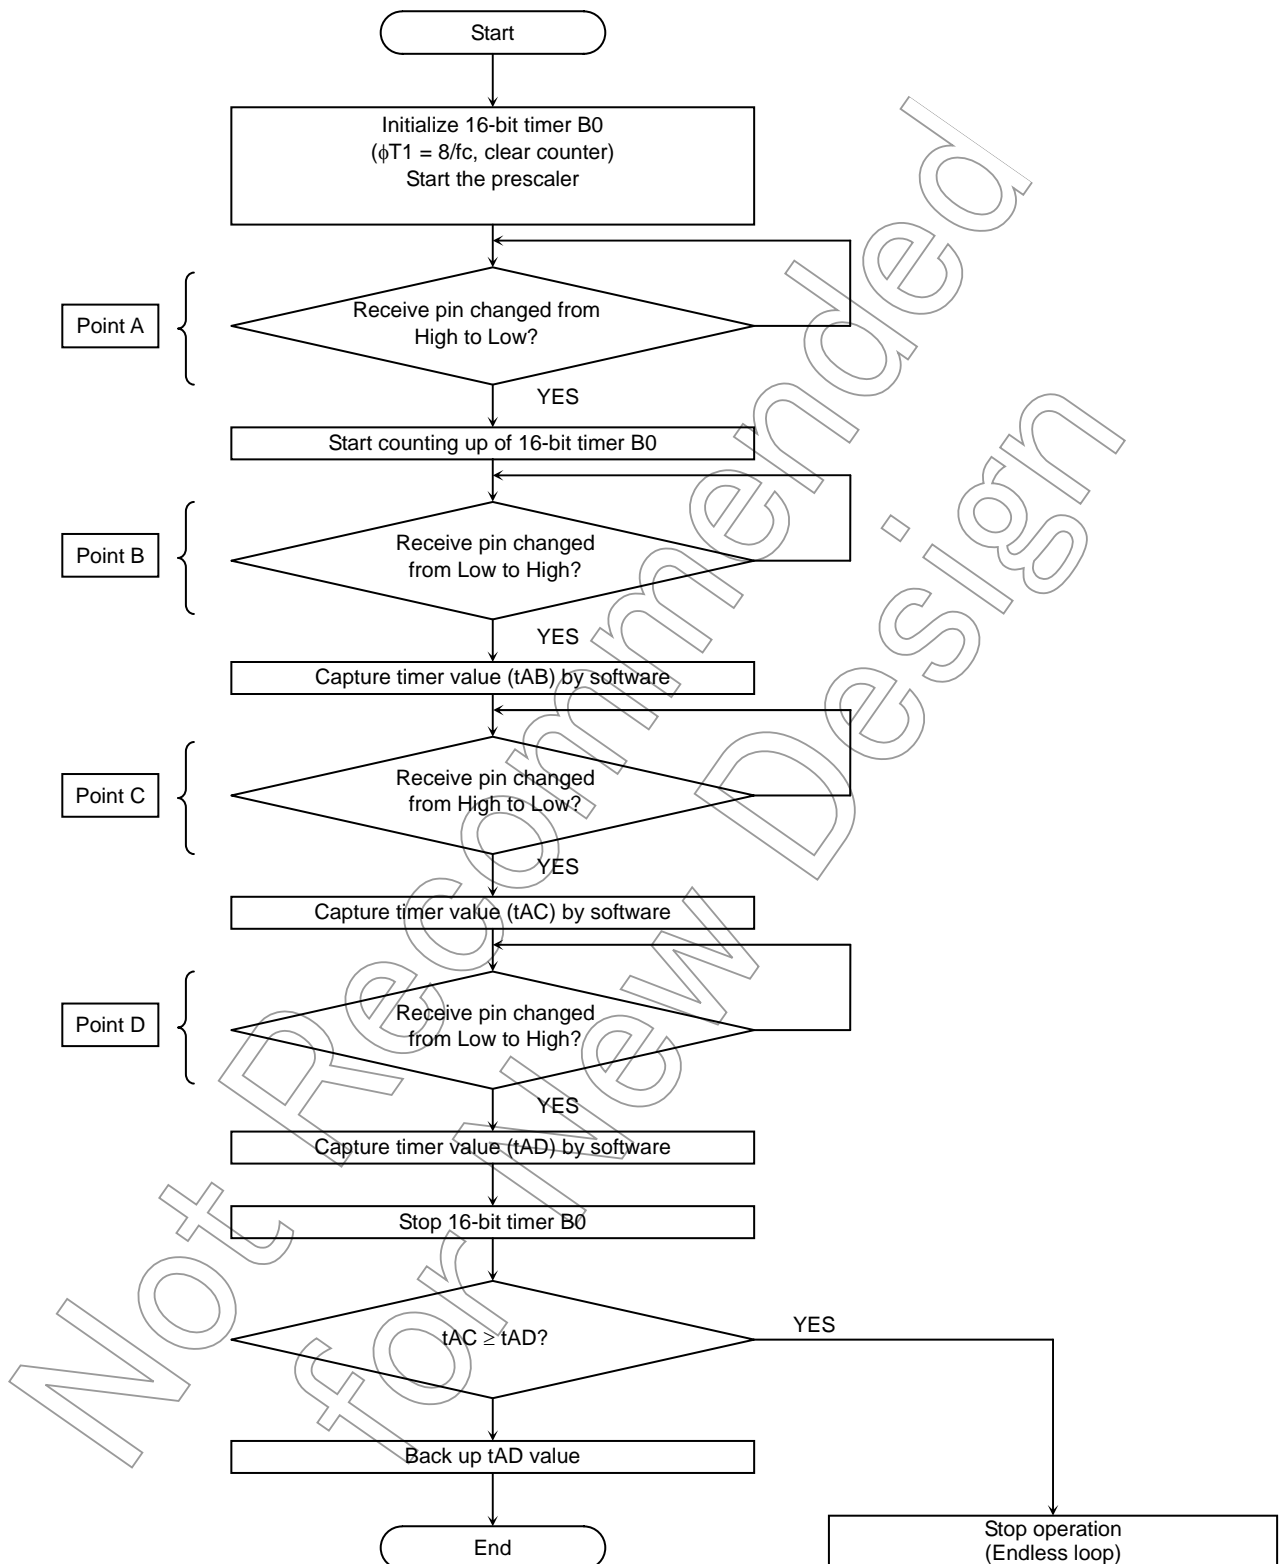 Start
Initialize 16-bit timer B0
(ϕT1 = 8/fc, clear counter)
Start the prescaler
Point A
Receive pin changed from
High to Low?
YES
Start counting up of 16-bit timer B0
Point B
Receive pin changed
from Low to High?
YES
Capture timer value (tAB) by software
Point C
Receive pin changed
from High to Low?
YES
Capture timer value (tAC) by software
Point D
Receive pin changed
from Low to High?
YES
Capture timer value (tAD) by software
Stop 16-bit timer B0
tAC ≥ tAD?
YES
Back up tAD value
End
Stop operation
(Endless loop)
Not Recommended
for New Design